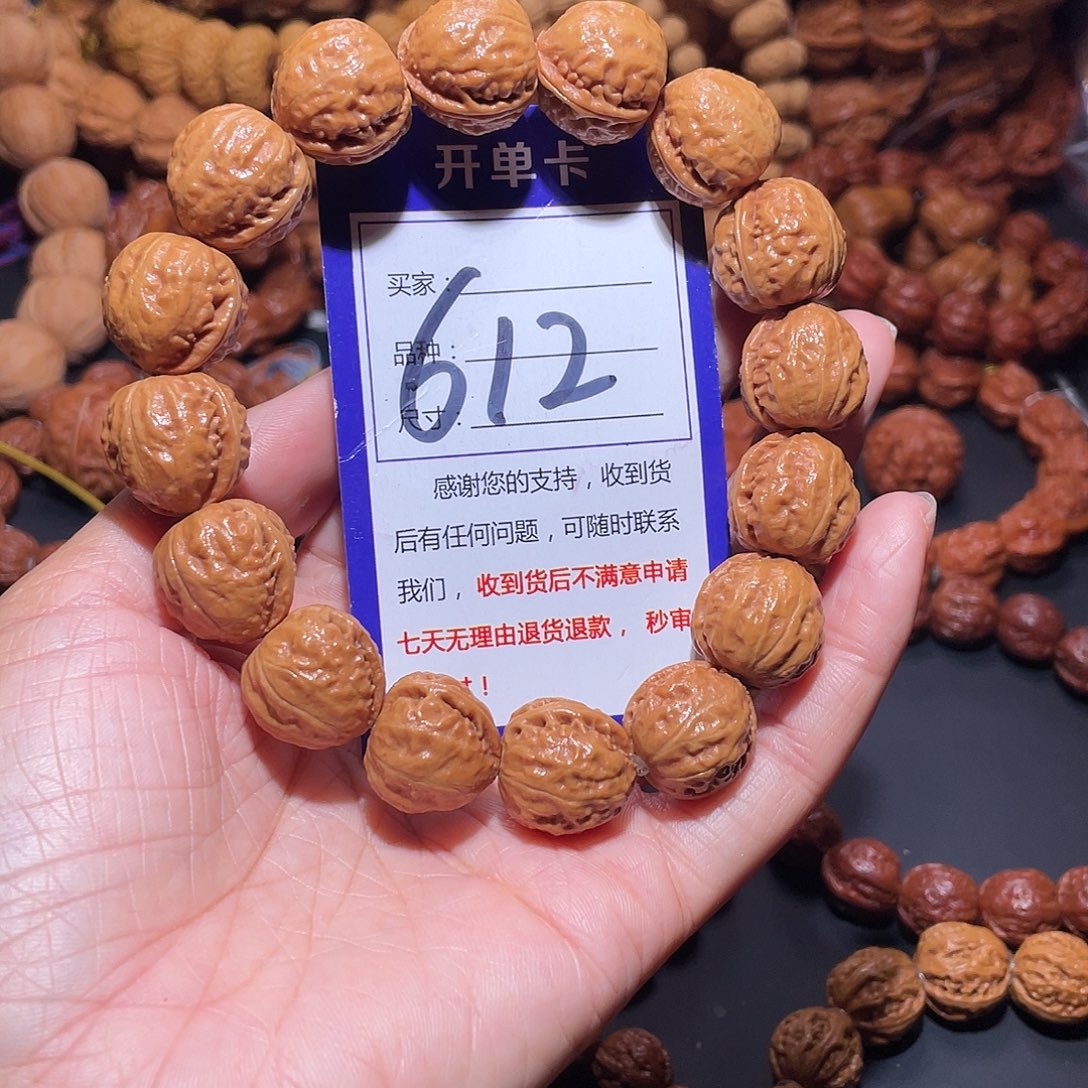 开单卡
买家：
612
品种：
尺寸：
感谢您的支持，收到货
后有任何问题，可随时联系
我们，收到货后不满意申请
七天无理由退货退款，秒审
！